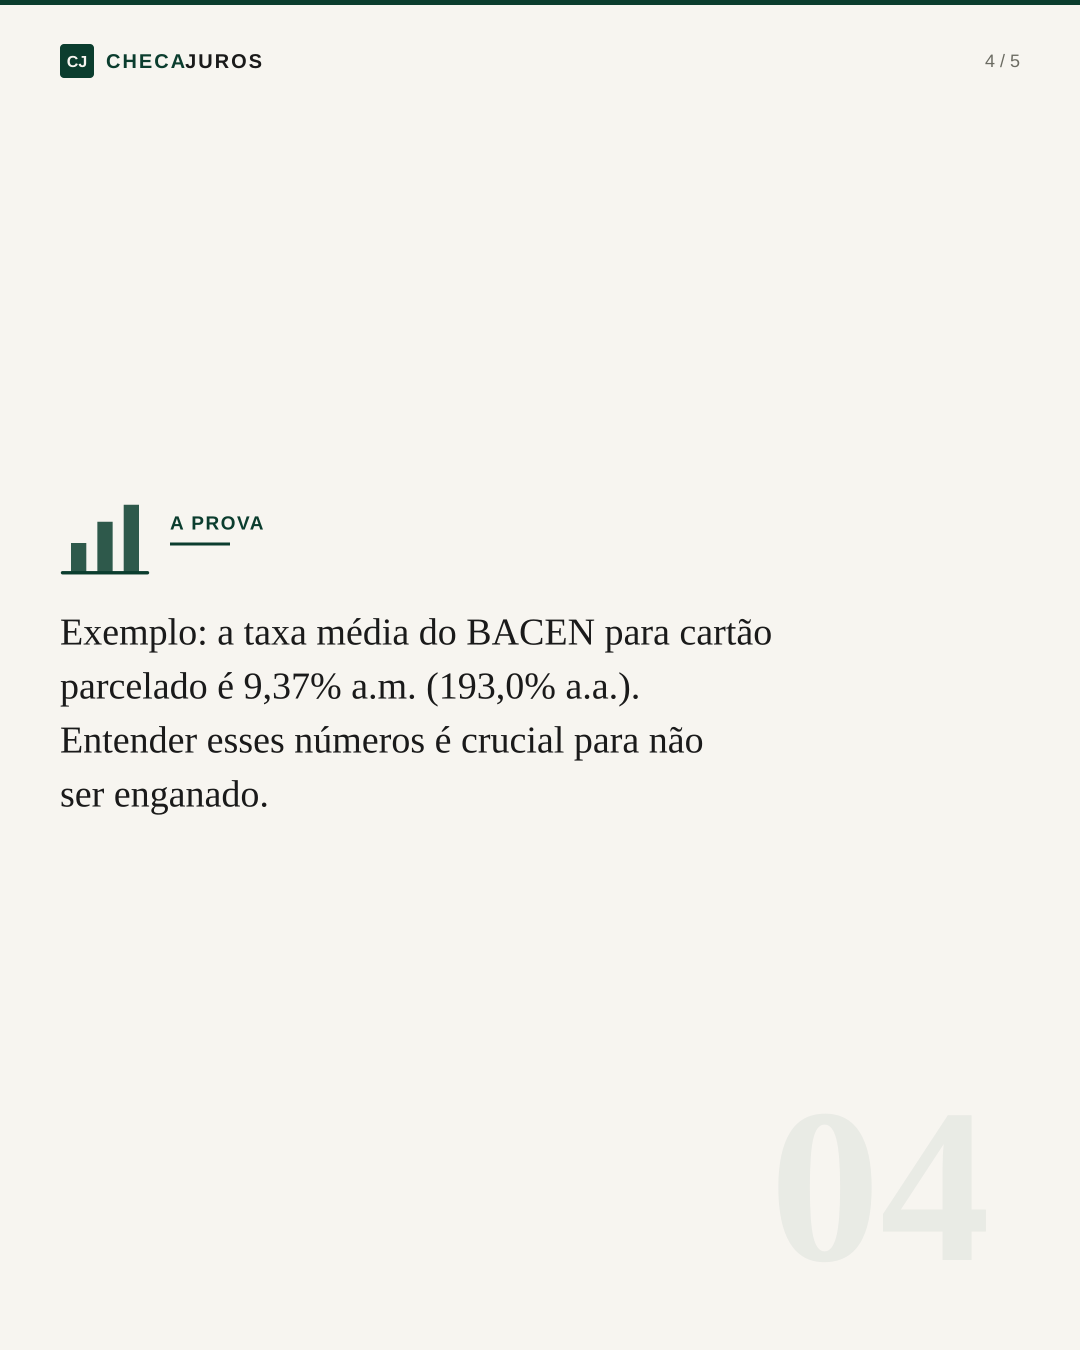 CJ CHECAJUROS
4 / 5
A PROVA
Exemplo: a taxa média do BACEN para cartão
parcelado é 9,37% a.m. (193,0% a.a.).
Entender esses números é crucial para não
ser enganado.
04